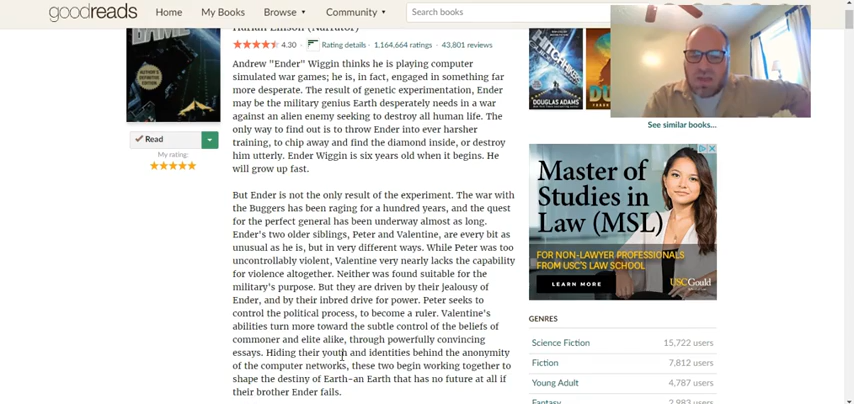 goodreads Home My Books Browse ▾ Community ▾ Search books
Harlan Ellison (Narrator)
4.30 Rating details · 1,164,664 ratings · 43,801 reviews
GAME
AUTHOR'S DEFINITIVE EDITION
Read
My rating:
Andrew "Ender" Wiggin thinks he is playing computer
simulated war games; he is, in fact, engaged in something far
more desperate. The result of genetic experimentation, Ender
may be the military genius Earth desperately needs in a war
against an alien enemy seeking to destroy all human life. The
only way to find out is to throw Ender into ever harsher
training, to chip away and find the diamond inside, or destroy
him utterly. Ender Wiggin is six years old when it begins. He
will grow up fast.
But Ender is not the only result of the experiment. The war with
the Buggers has been raging for a hundred years, and the quest
for the perfect general has been underway almost as long.
Ender's two older siblings, Peter and Valentine, are every bit as
unusual as he is, but in very different ways. While Peter was too
uncontrollably violent, Valentine very nearly lacks the capability
for violence altogether. Neither was found suitable for the
military's purpose. But they are driven by their jealousy of
Ender, and by their inbred drive for power. Peter seeks to
control the political process, to become a ruler. Valentine's
abilities turn more toward the subtle control of the beliefs of
commoner and elite alike, through powerfully convincing
essays. Hiding their youth and identities behind the anonymity
of the computer networks, these two begin working together to
shape the destiny of Earth-an Earth that has no future at all if
their brother Ender fails.
DOUGLAS ADAMS
See similar books…
Master of
Studies in
Law (MSL)
FOR NON-LAWYER PROFESSIONALS
FROM USC'S LAW SCHOOL
LEARN MORE
USC Gould
GENRES
Science Fiction 15,722 users
Fiction 7,812 users
Young Adult 4,787 users
Fantasy 2,983 users